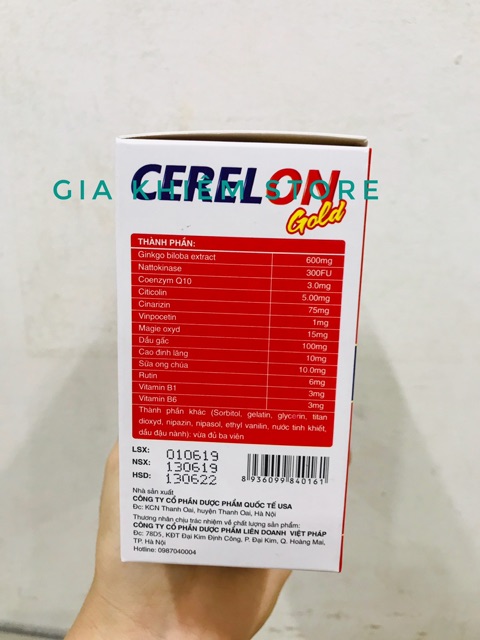 CERELON
GIA KHIÊM STORE
Gold
THÀNH PHẦN:
Ginkgo biloba extract 600mg
Nattokinase 300FU
Coenzym Q10 3.0mg
Citicolin 5.00mg
Cinarizin 75mg
Vinpocetin 1mg
Magie oxyd 15mg
Dầu gấc 100mg
Cao đinh lăng 10mg
Sữa ong chúa 10.0mg
Rutin 6mg
Vitamin B1 3mg
Vitamin B6 3mg
Thành phần khác (Sorbitol, gelatin, glycerin, titan
dioxyd, nipazin, nipasol, ethyl vanilin, nước tinh khiết,
dầu đậu nành): vừa đủ ba viên
LSX: 010619
NSX: 130619
HSD: 130622
8 936099 840161
Nhà sản xuất
CÔNG TY CỔ PHẦN DƯỢC PHẨM QUỐC TẾ USA
Đc: KCN Thanh Oai, huyện Thanh Oai, Hà Nội
Thương nhân chịu trác nhiệm về chất lượng sản phẩm:
CÔNG TY CỔ PHẦN DƯỢC PHẨM LIÊN DOANH VIỆT PHÁP
Đc: 78D5, KĐT Đại Kim Định Công, P. Đại Kim, Q. Hoàng Mai,
TP. Hà Nội
Hotline: 0987040004